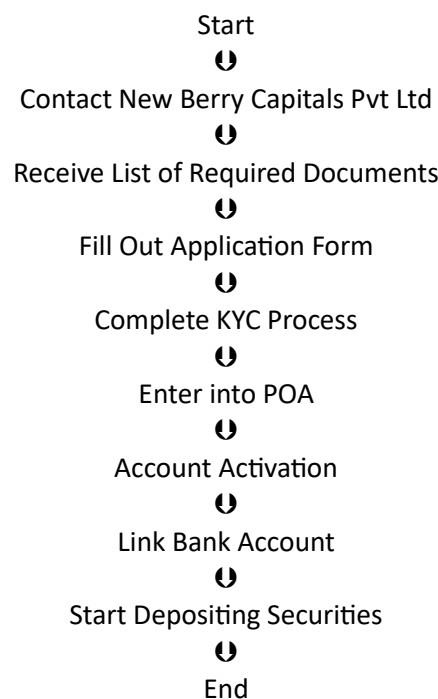 Start
Contact New Berry Capitals Pvt Ltd
Receive List of Required Documents
Fill Out Application Form
Complete KYC Process
Enter into POA
Account Activation
Link Bank Account
Start Depositing Securities
End